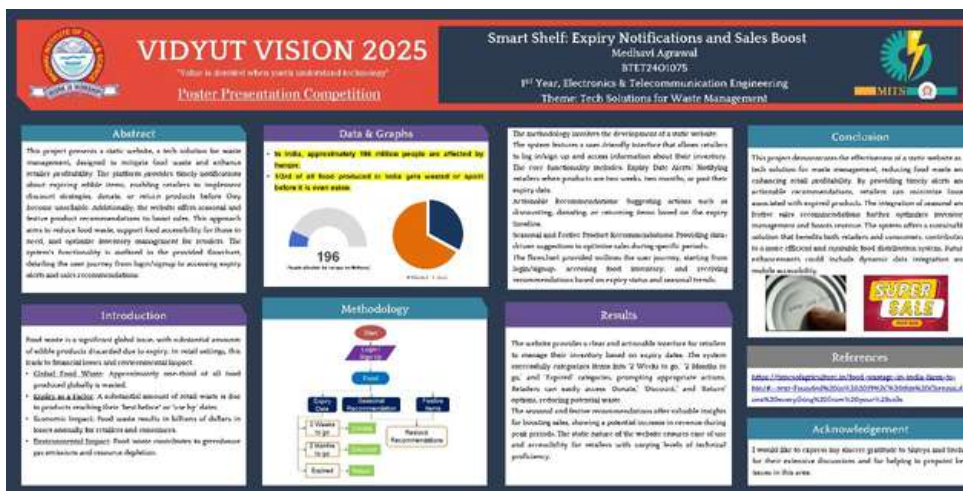 VIDYUT VISION 2025
"Value is denoted when youth understand technology"
Poster Presentation Competition
Smart Shelf: Expiry Notifications and Sales Boost
Medhavi Agrawal
BTET24O1075
1st Year, Electronics & Telecommunication Engineering
Theme: Tech Solutions for Waste Management
MITS
Abstract
This project presents a static website, a tech solution for waste
management, designed to mitigate food waste and enhance
retailer profitability. The platform provides timely notifications
about expiring edible items, enabling retailers to implement
discount strategies, donate, or return products before they
become unsellable. Additionally, the website offers seasonal and
festive product recommendations to boost sales. This approach
aims to reduce food waste, support food accessibility for those in
need, and optimize inventory management for retailers. The
system's functionality is outlined in the provided flowchart,
detailing the user journey from login/signup to accessing expiry
alerts and sales recommendations.
Introduction
Food waste is a significant global issue, with substantial amounts
of edible products discarded due to expiry. In retail settings, this
leads to financial losses and environmental impact.
• Global Food Waste: Approximately one-third of all food
produced globally is wasted.
• Expiry as a Factor: A substantial amount of retail waste is due
to products reaching their 'best before' or 'use by' dates.
• Economic Impact: Food waste results in billions of dollars in
losses annually for retailers and consumers.
• Environmental Impact: Food waste contributes to greenhouse
gas emissions and resource depletion.
Data & Graphs
• In India, approximately 196 million people are affected by
hunger.
• 1/3rd of all food produced in India gets wasted or spoilt
before it is even eaten.
196
Methodology
Start
Login / Sign Up
Food
Expiry Date
Seasonal Recommendation
Festive Items
2 Weeks to go
Donate
2 Months to go
Discount
Expired
Return
Related Recommendations
The methodology involves the development of a static website.
The system features a user-friendly interface that allows retailers
to log in/sign up and access information about their inventory.
The core functionality includes: Expiry Date Alerts: Notifying
retailers when products are two weeks, two months, or past their
expiry date.
Actionable Recommendations: Suggesting actions such as
discounting, donating, or returning items based on the expiry
timeline.
Seasonal and Festive Product Recommendations: Providing data-
driven suggestions to optimize sales during specific periods.
The flowchart provided outlines the user journey, starting from
login/signup, accessing food inventory, and receiving
recommendations based on expiry status and seasonal trends.
Results
The website provides a clear and actionable interface for retailers
to manage their inventory based on expiry dates. The system
successfully categorizes items into '2 Weeks to go,' '2 Months to
go,' and 'Expired' categories, prompting appropriate actions.
Retailers can easily access 'Donate,' 'Discount,' and 'Return'
options, reducing potential waste.
The seasonal and festive recommendations offer valuable insights
for boosting sales, showing a potential increase in revenue during
peak periods. The static nature of the website ensures ease of use
and accessibility for retailers with varying levels of technical
proficiency.
Conclusion
This project demonstrates the effectiveness of a static website as
tech solution for waste management, reducing food waste and
enhancing retail profitability. By providing timely alerts and
actionable recommendations, retailers can minimize losses
associated with expired products. The integration of seasonal and
festive sales recommendations further optimizes inventory
management and boosts revenue. The system offers a sustainable
solution that benefits both retailers and consumers, contributing
to a more efficient and equitable food distribution system. Future
enhancements could include dynamic data integration and
mobile accessibility.
SUPER
SALE
References
Acknowledgement
I would like to express my sincere gratitude to
for their extensive discussion and for helping to pinpoint key
issues in this area.